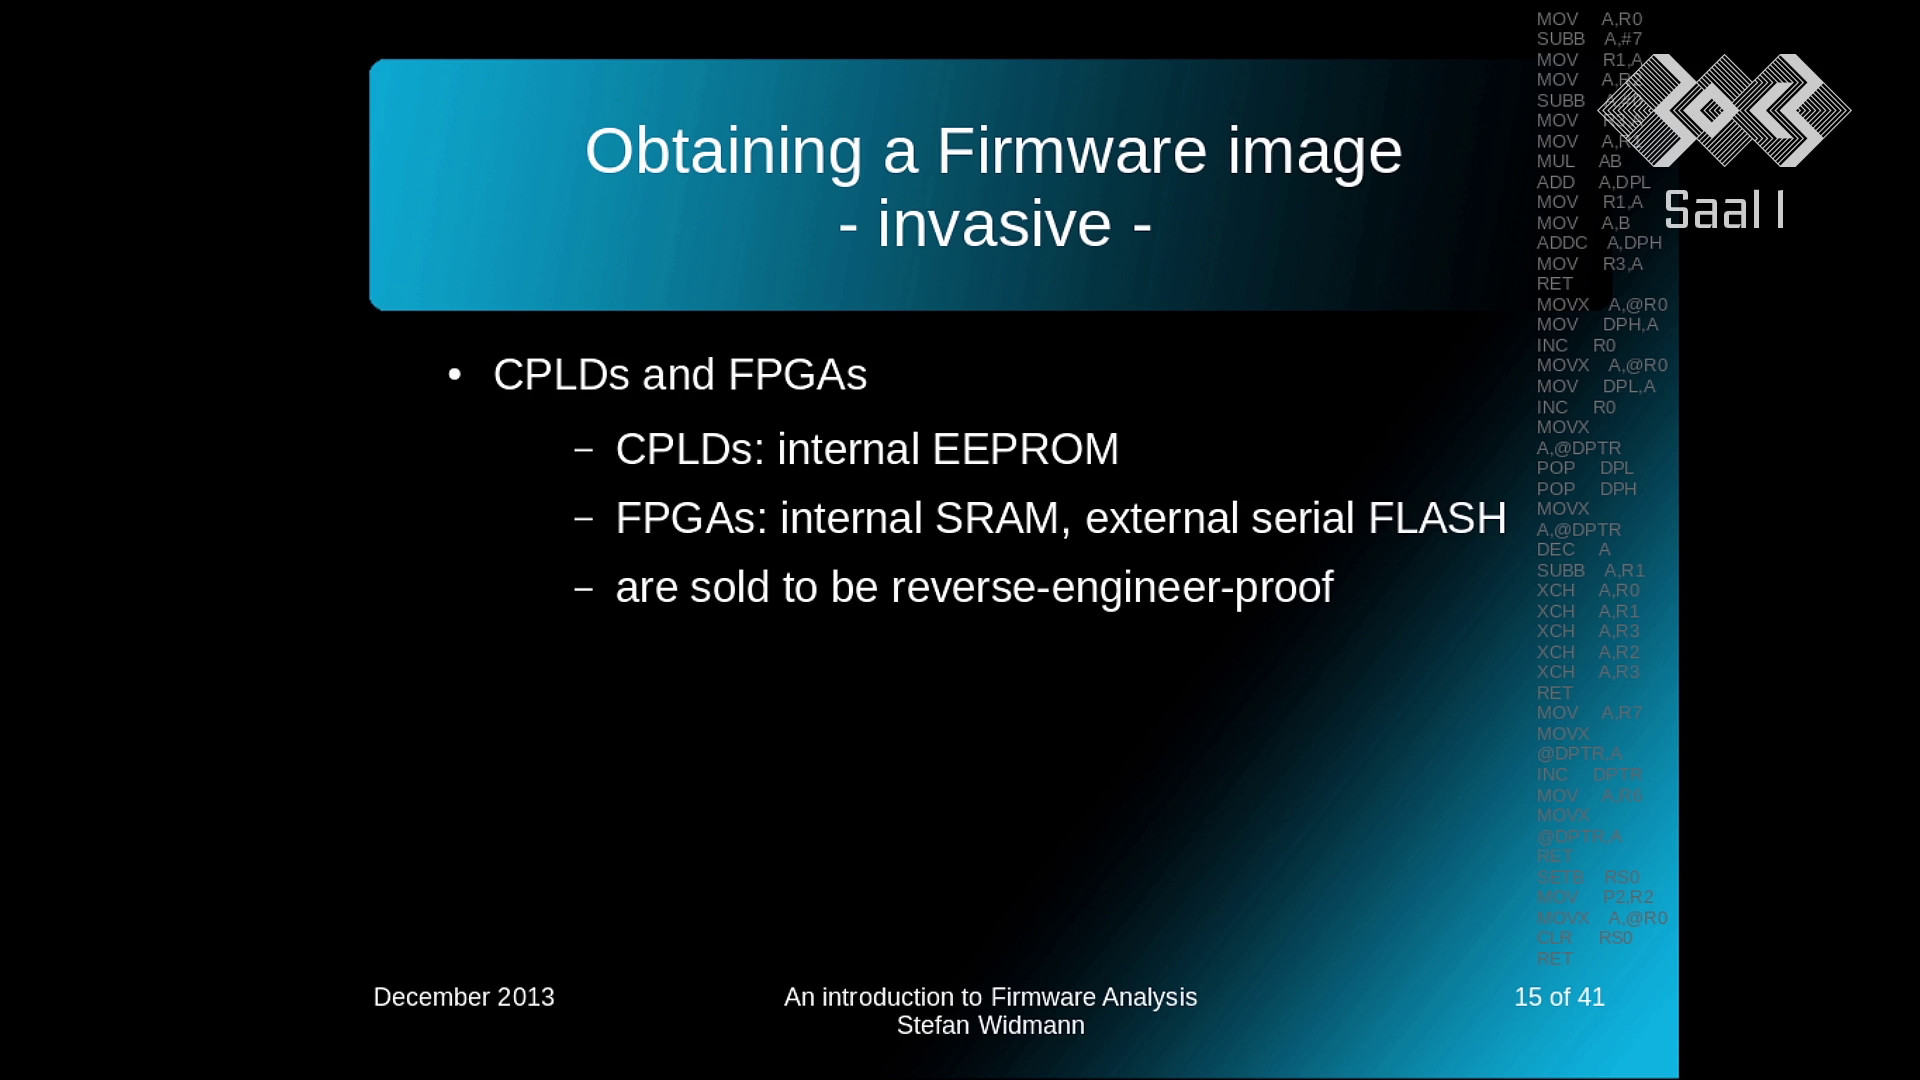 Obtaining a Firmware image
- invasive -
• CPLDs and FPGAs
– CPLDs: internal EEPROM
– FPGAs: internal SRAM, external serial FLASH
– are sold to be reverse-engineer-proof
MOV A,R0
SUBB A,#7
MOV R1,A
MOV
SUBB
MOV
MOV
MUL AB
ADD A,DPL
MOV R1,A
MOV A,B
ADDC A,DPH
MOV R3,A
RET
MOVX A,@R0
MOV DPH,A
INC R0
MOVX A,@R0
MOV DPL,A
INC R0
MOVX
A,@DPTR
POP DPL
POP DPH
MOVX
A,@DPTR
DEC A
SUBB A,R1
XCH A,R0
XCH A,R1
XCH A,R3
XCH A,R2
XCH A,R3
RET
MOV A,R7
MOVX
@DPTR,A
INC DPTR
MOV A,R6
MOVX
@DPTR,A
RET
SETB RS0
MOV P2,R2
MOVX A,@R0
CLR RS0
RET
Saal 1
December 2013
An introduction to Firmware Analysis
Stefan Widmann
15 of 41